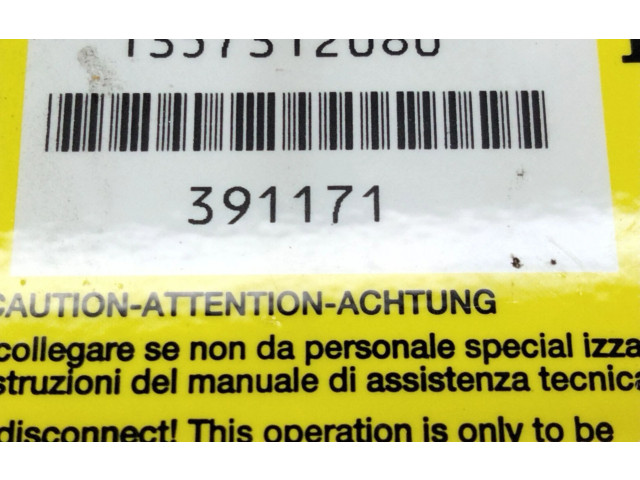 1357312080
391171
CAUTION-ATTENTION-ACHTUNG
collegare se non da personale special izza
struzioni del manuale di assistenza tecnica
disconnect! This operation is only to be